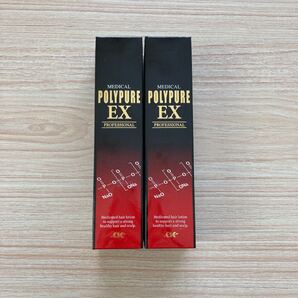 MEDICAL
POLYPURE
EX
PROFESSIONAL
Medicated hair lotion
to support a strong
healthy hair and scalp.
MEDICAL
POLYPURE
EX
PROFESSIONAL
Medicated hair lotion
to support a strong
healthy hair and scalp.